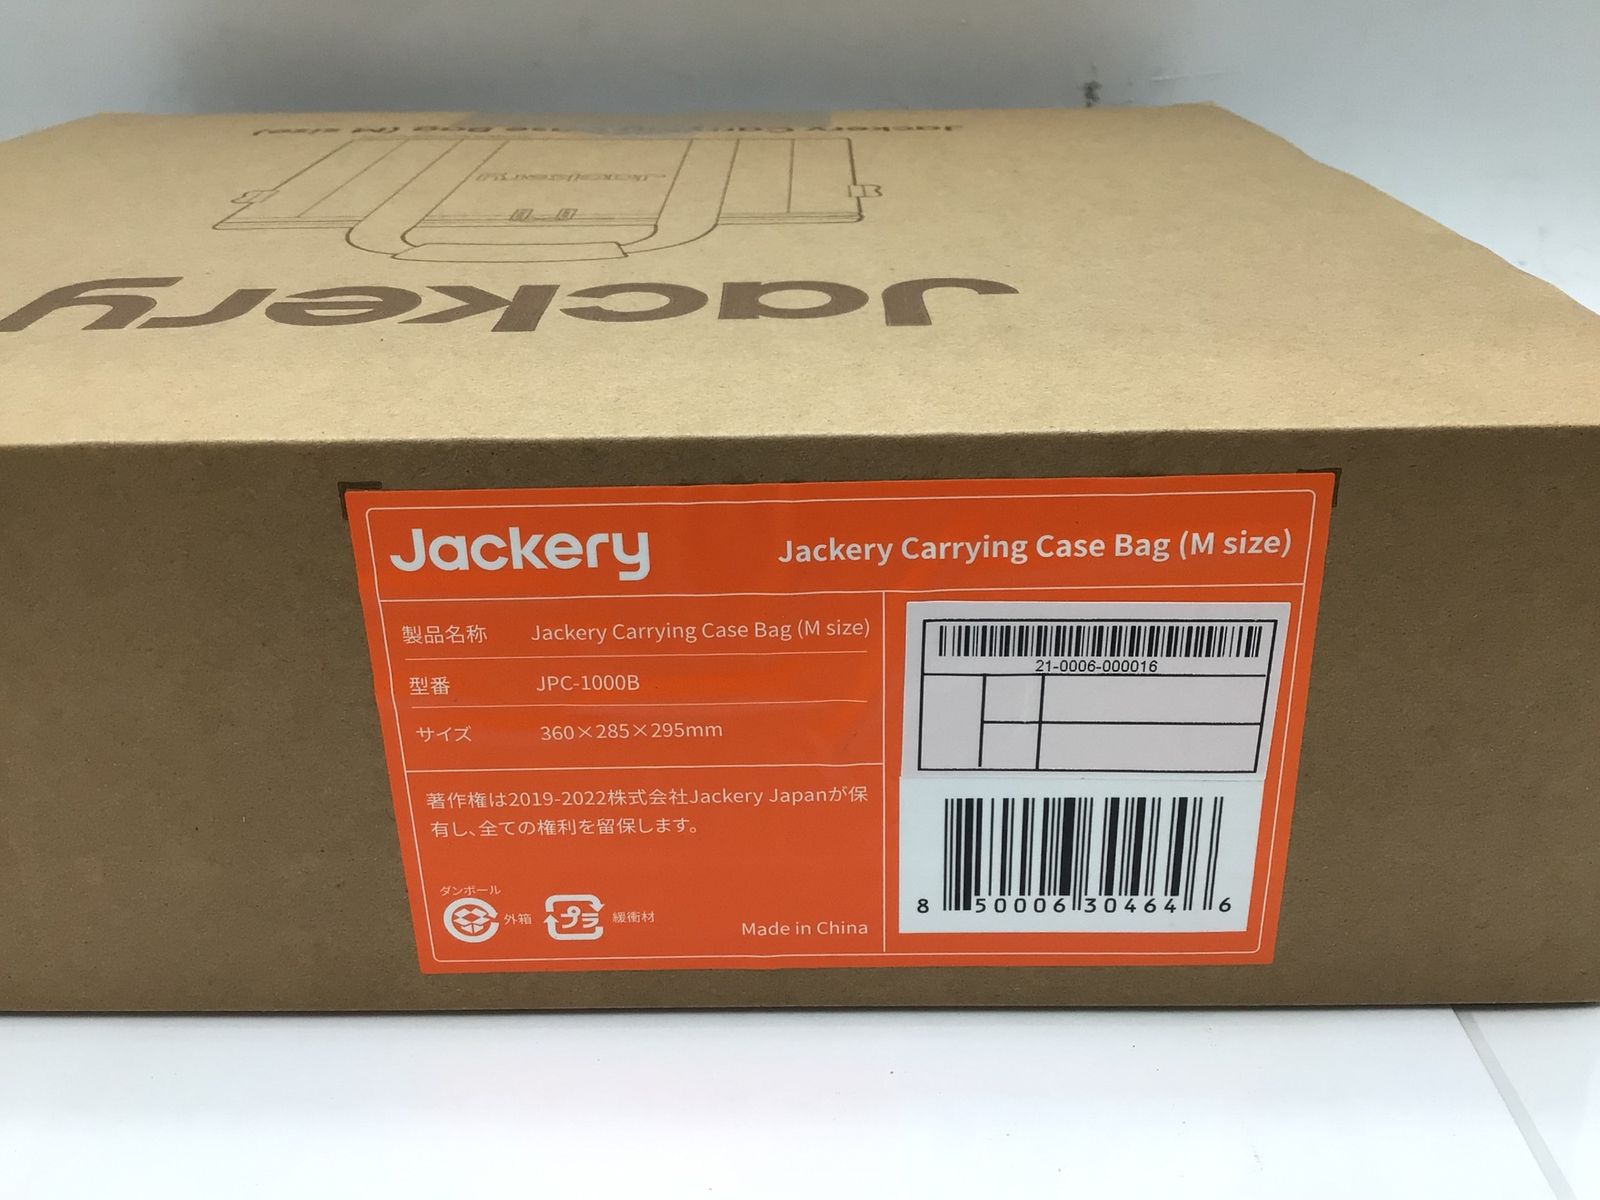 Jackery Carrying Case Bag (M size)
Jackery
Jackery
Jackery
Jackery Carrying Case Bag (M size)
製品名称 Jackery Carrying Case Bag (M size)
型番 JPC-1000B
サイズ 360×285×295mm
著作権は2019-2022株式会社Jackery Japanが保
有し、全ての権利を留保します。
ダンボール
外箱 プラ 緩衝材
Made in China
21-0006-000016
8 50006 30464 6